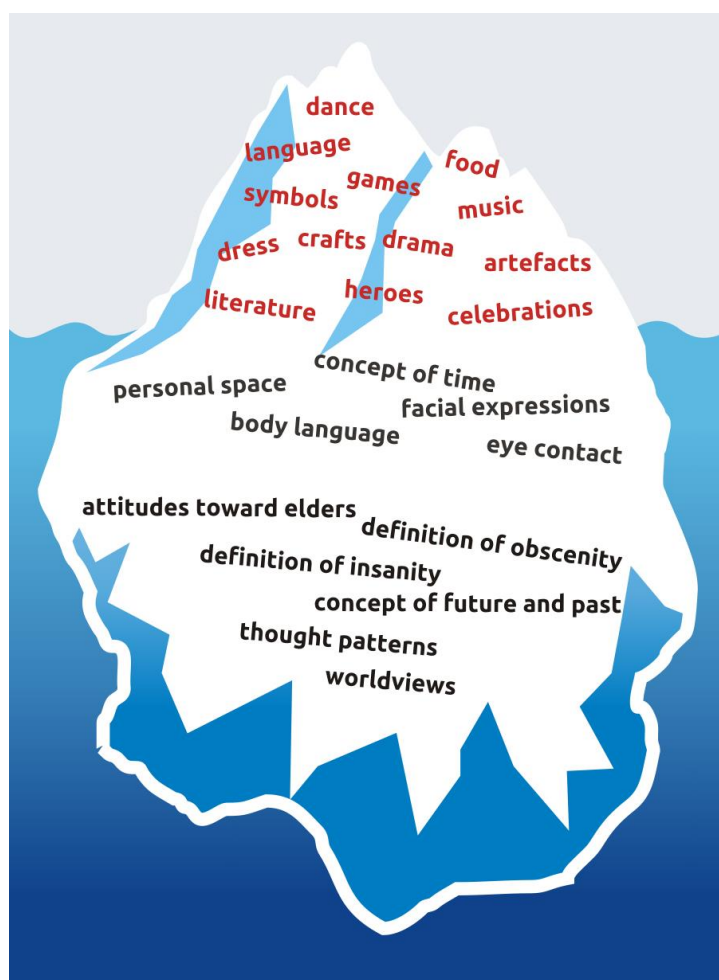 dance
language
food
games
symbols
music
crafts
drama
dress
artefacts
heroes
literature
celebrations
concept of time
personal space
facial expressions
body language
eye contact
attitudes toward elders
definition of obscenity
definition of insanity
concept of future and past
thought patterns
worldviews